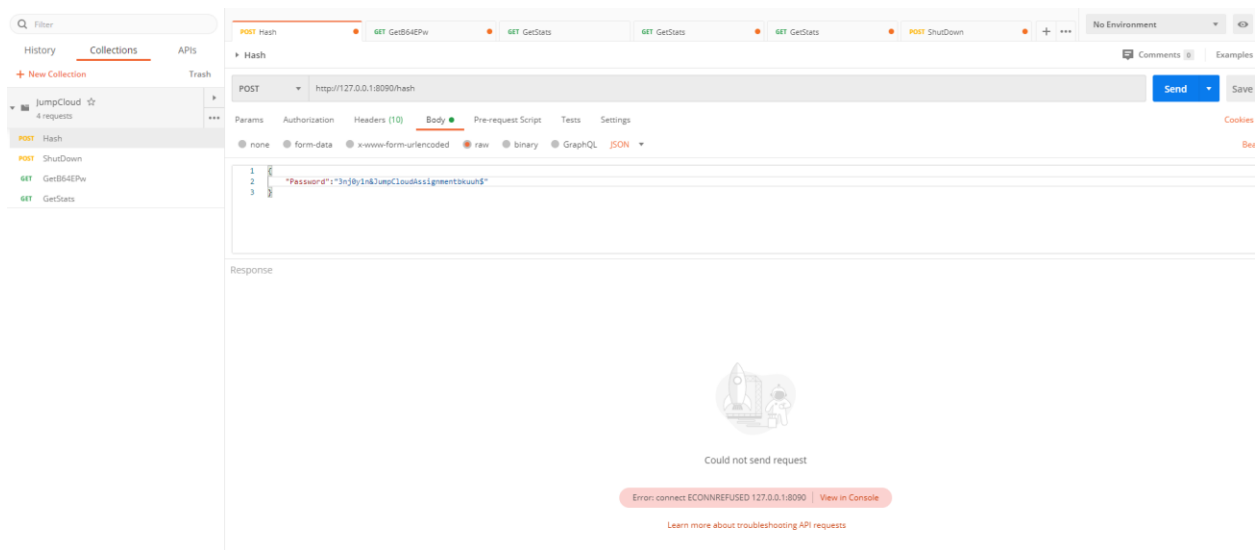 Filter
History Collections APIs
+ New Collection Trash
JumpCloud
4 requests
POST Hash
POST ShutDown
GET GetB64EPw
GET GetStats
POST Hash GET GetB64EPw GET GetStats GET GetStats GET GetStats POST ShutDown + ••• No Environment
Hash Comments 0 Examples
POST http://127.0.0.1:8090/hash Send Save
Params Authorization Headers (10) Body Pre-request Script Tests Settings Cookies
none form-data x-www-form-urlencoded raw binary GraphQL JSON Bea
1 {
2 "Password":"3nj0y1n&JumpCloudAssignmentbkuuh$"
3 }
Response
Could not send request
Error: connect ECONNREFUSED 127.0.0.1:8090 | View in Console
Learn more about troubleshooting API requests